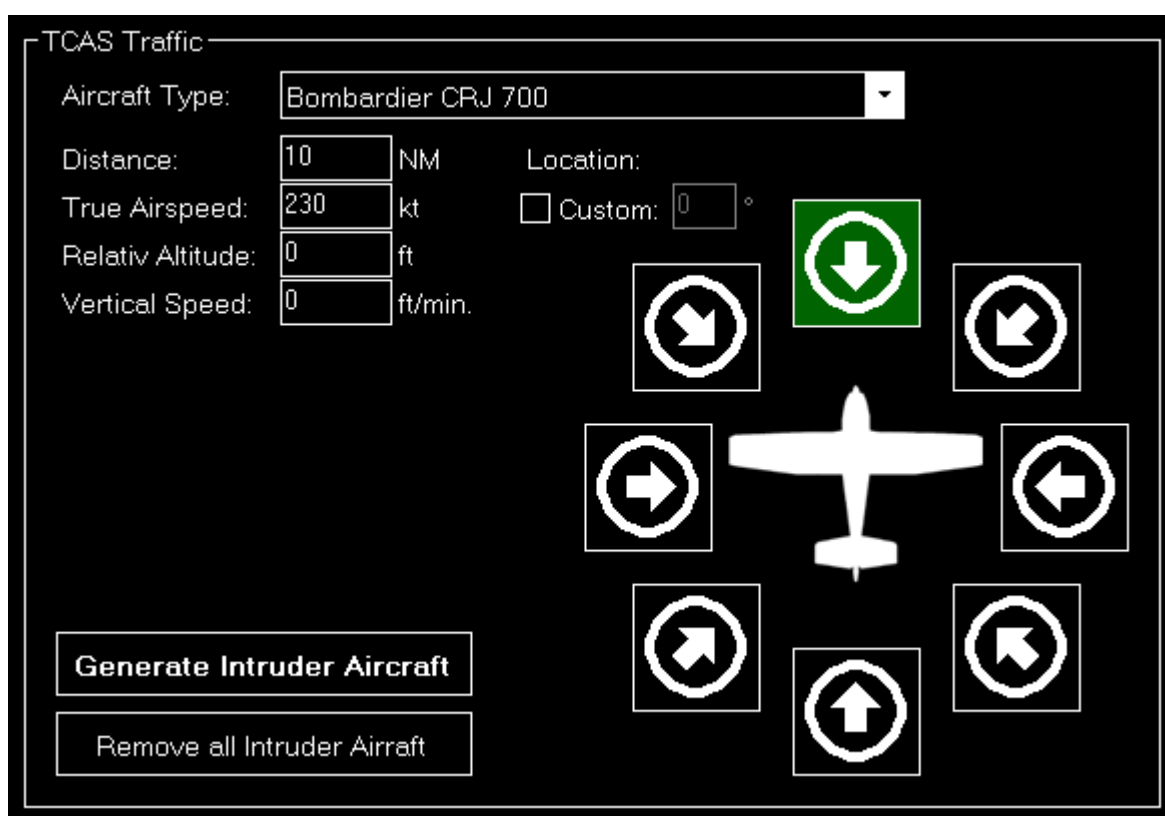 TCAS Traffic
Aircraft Type: Bombardier CRJ 700
Distance: 10 NM Location:
True Airspeed: 230 kt Custom: 0 °
Relativ Altitude: 0 ft
Vertical Speed: 0 ft/min.
Generate Intruder Aircraft
Remove all Intruder Airraft